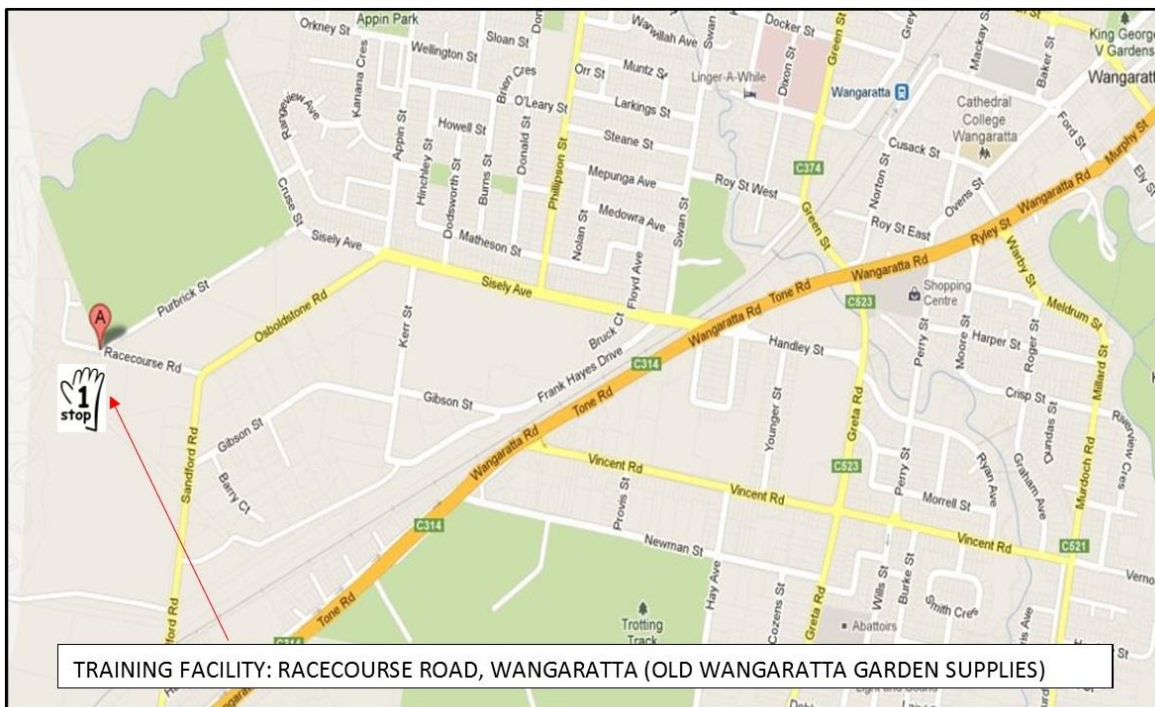 Appin Park
Orkney St
Wellington St
Sloan St
Kanana Cres
Brien Cres
Rangeview Ave
O'Leary St
Howell St
Appin St
Hinchley St
Dodsworth St
Burns St
Donald St
Cruse St
Matheson St
Phillipson St
Orr St
Muntz St
Larkings St
Steane St
Mepunga Ave
Medowra Ave
Nolan St
Floyd Ave
Swan St
Swan St
Docker St
Dixon St
Green St
Linger-A-While
Wangaratta
C374
Roy St West
Green St
Mackay St
Baker St
King George
V Gardens
Wangaratt
Cathedral
College
Wangaratta
Ford St
Cusack St
Norton St
Ovens St
Roy St East
Murphy St
Wangaratta Rd
Ely St
Ryley St
Warby St
Wangaratta Rd
Tone Rd
Wangaratta Rd
C523
Shopping
Centre
Meldrum St
Sisely Ave
Sisely Ave
Purbrick St
Osboldstone Rd
Kerr St
Bruck Ct
Frank Hayes Drive
C314
Handley St
Perry St
Moore St
Harper St
Roger St
Millard St
A
Racecourse Rd
1
stop
Gibson St
Gibson St
Barry Ct
Sandford Rd
Tone Rd
Wangaratta Rd
Younger St
Greta Rd
C523
Crisp St
Dundas St
Graham Ave
Riverview Cres
Murdoch Rd
Ryan Ave
Perry St
Morrell St
Vincent Rd
Vincent Rd
Vincent Rd
Provis St
C314
Newman St
C521
Hay Ave
Cozens St
Greta Rd
Wills St
Burke St
Smith Cres
Abattoirs
Tone Rd
C314
Trotting
Track
TRAINING FACILITY: RACECOURSE ROAD, WANGARATTA (OLD WANGARATTA GARDEN SUPPLIES)